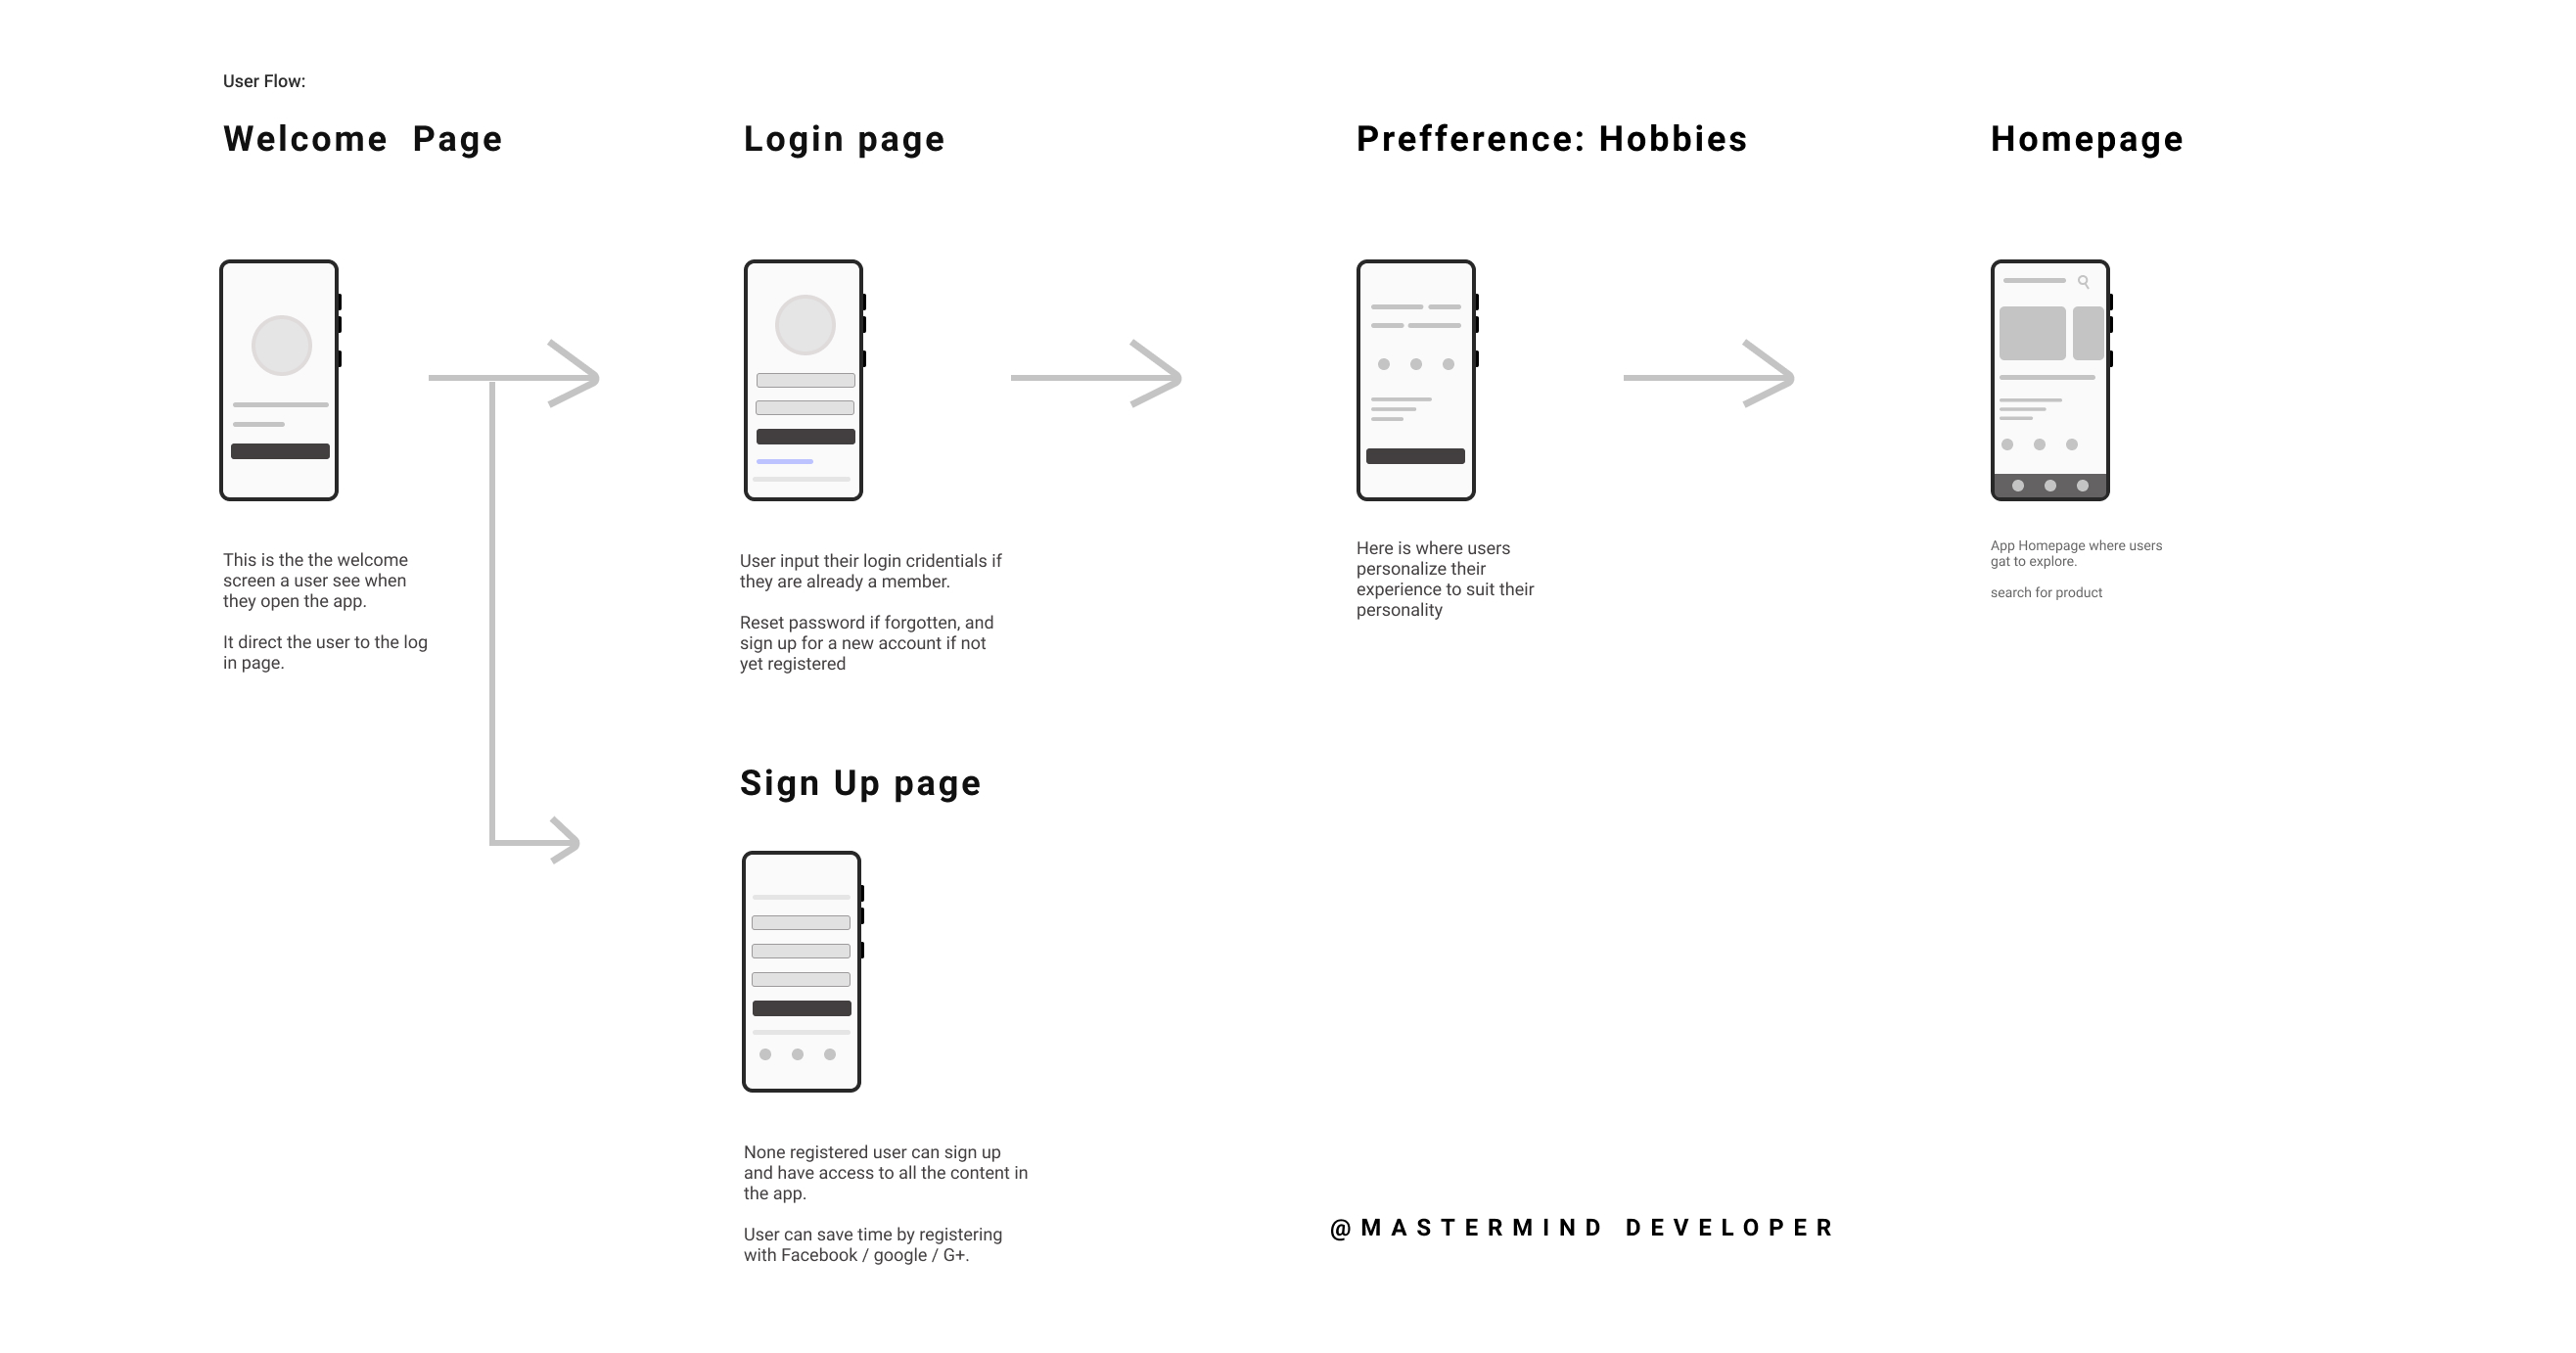 User Flow:
Welcome  Page
Login page
Prefference: Hobbies
Homepage
This is the the welcome
screen a user see when
they open the app.
It direct the user to the log
in page.
User input their login cridentials if
they are already a member.
Reset password if forgotten, and
sign up for a new account if not
yet registered
Here is where users
personalize their
experience to suit their
personality
App Homepage where users
gat to explore.
search for product
Sign Up page
None registered user can sign up
and have access to all the content in
the app.
User can save time by registering
with Facebook / google / G+.
@MASTERMIND DEVELOPER